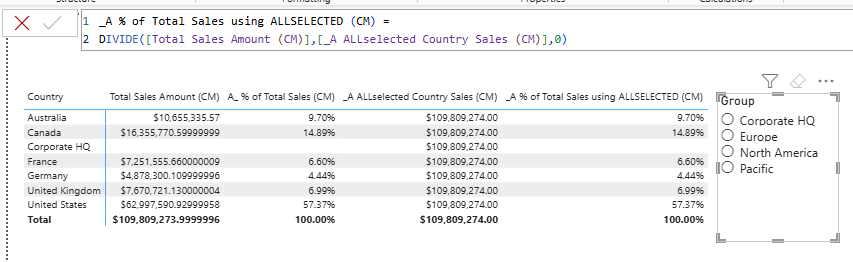 1 _A % of Total Sales using ALLSELECTED (CM) =
2 DIVIDE([Total Sales Amount (CM)],[_A ALLselected Country Sales (CM)],0)
Country Total Sales Amount (CM) A_ % of Total Sales (CM) _A ALLselected Country Sales (CM) _A % of Total Sales using ALLSELECTED (CM)
Australia $10,655,335.57 9.70% $109,809,274.00 9.70%
Canada $16,355,770.59999999 14.89% $109,809,274.00 14.89%
Corporate HQ $109,809,274.00
France $7,251,555.660000009 6.60% $109,809,274.00 6.60%
Germany $4,878,300.109999996 4.44% $109,809,274.00 4.44%
United Kingdom $7,670,721.130000004 6.99% $109,809,274.00 6.99%
United States $62,997,590.92999958 57.37% $109,809,274.00 57.37%
Total $109,809,273.9999996 100.00% $109,809,274.00 100.00%
Group
Corporate HQ
Europe
North America
Pacific